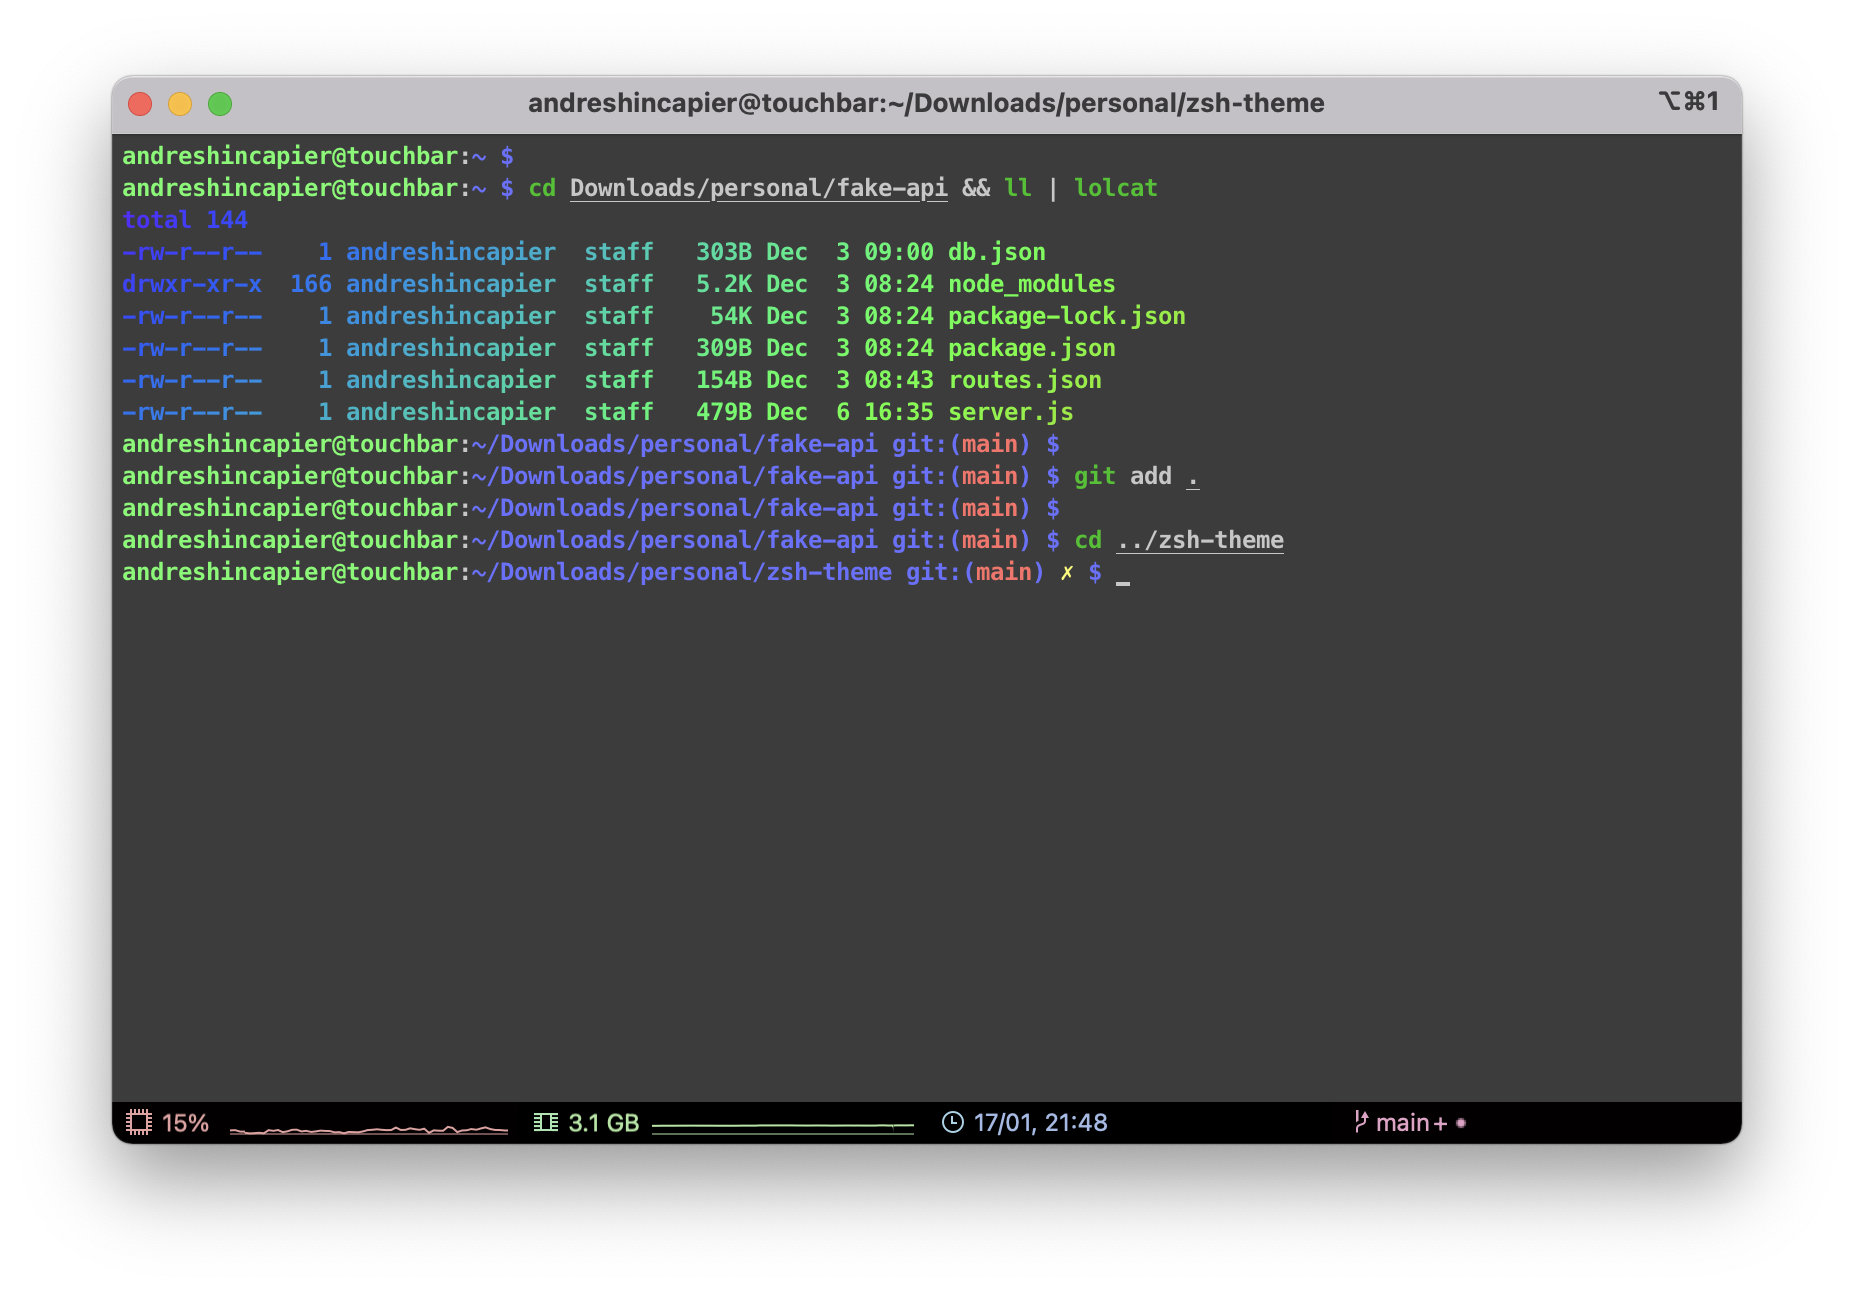 andreshincapier@touchbar:~/Downloads/personal/zsh-theme ⌥⌘1
andreshincapier@touchbar:~ $
andreshincapier@touchbar:~ $ cd Downloads/personal/fake-api && ll | lolcat
total 144
-rw-r--r--    1 andreshincapier  staff   303B Dec  3 09:00 db.json
drwxr-xr-x  166 andreshincapier  staff   5.2K Dec  3 08:24 node_modules
-rw-r--r--    1 andreshincapier  staff    54K Dec  3 08:24 package-lock.json
-rw-r--r--    1 andreshincapier  staff   309B Dec  3 08:24 package.json
-rw-r--r--    1 andreshincapier  staff   154B Dec  3 08:43 routes.json
-rw-r--r--    1 andreshincapier  staff   479B Dec  6 16:35 server.js
andreshincapier@touchbar:~/Downloads/personal/fake-api git:(main) $
andreshincapier@touchbar:~/Downloads/personal/fake-api git:(main) $ git add .
andreshincapier@touchbar:~/Downloads/personal/fake-api git:(main) $
andreshincapier@touchbar:~/Downloads/personal/fake-api git:(main) $ cd ../zsh-theme
andreshincapier@touchbar:~/Downloads/personal/zsh-theme git:(main) ✗ $ _
15% 3.1 GB 17/01, 21:48 main+ •